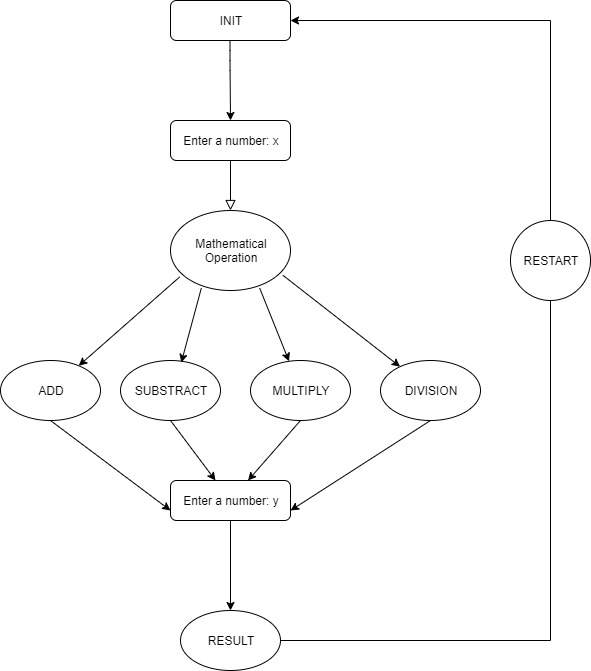 INIT
Enter a number: x
Mathematical
Operation
RESTART
ADD
SUBSTRACT
MULTIPLY
DIVISION
Enter a number: y
RESULT